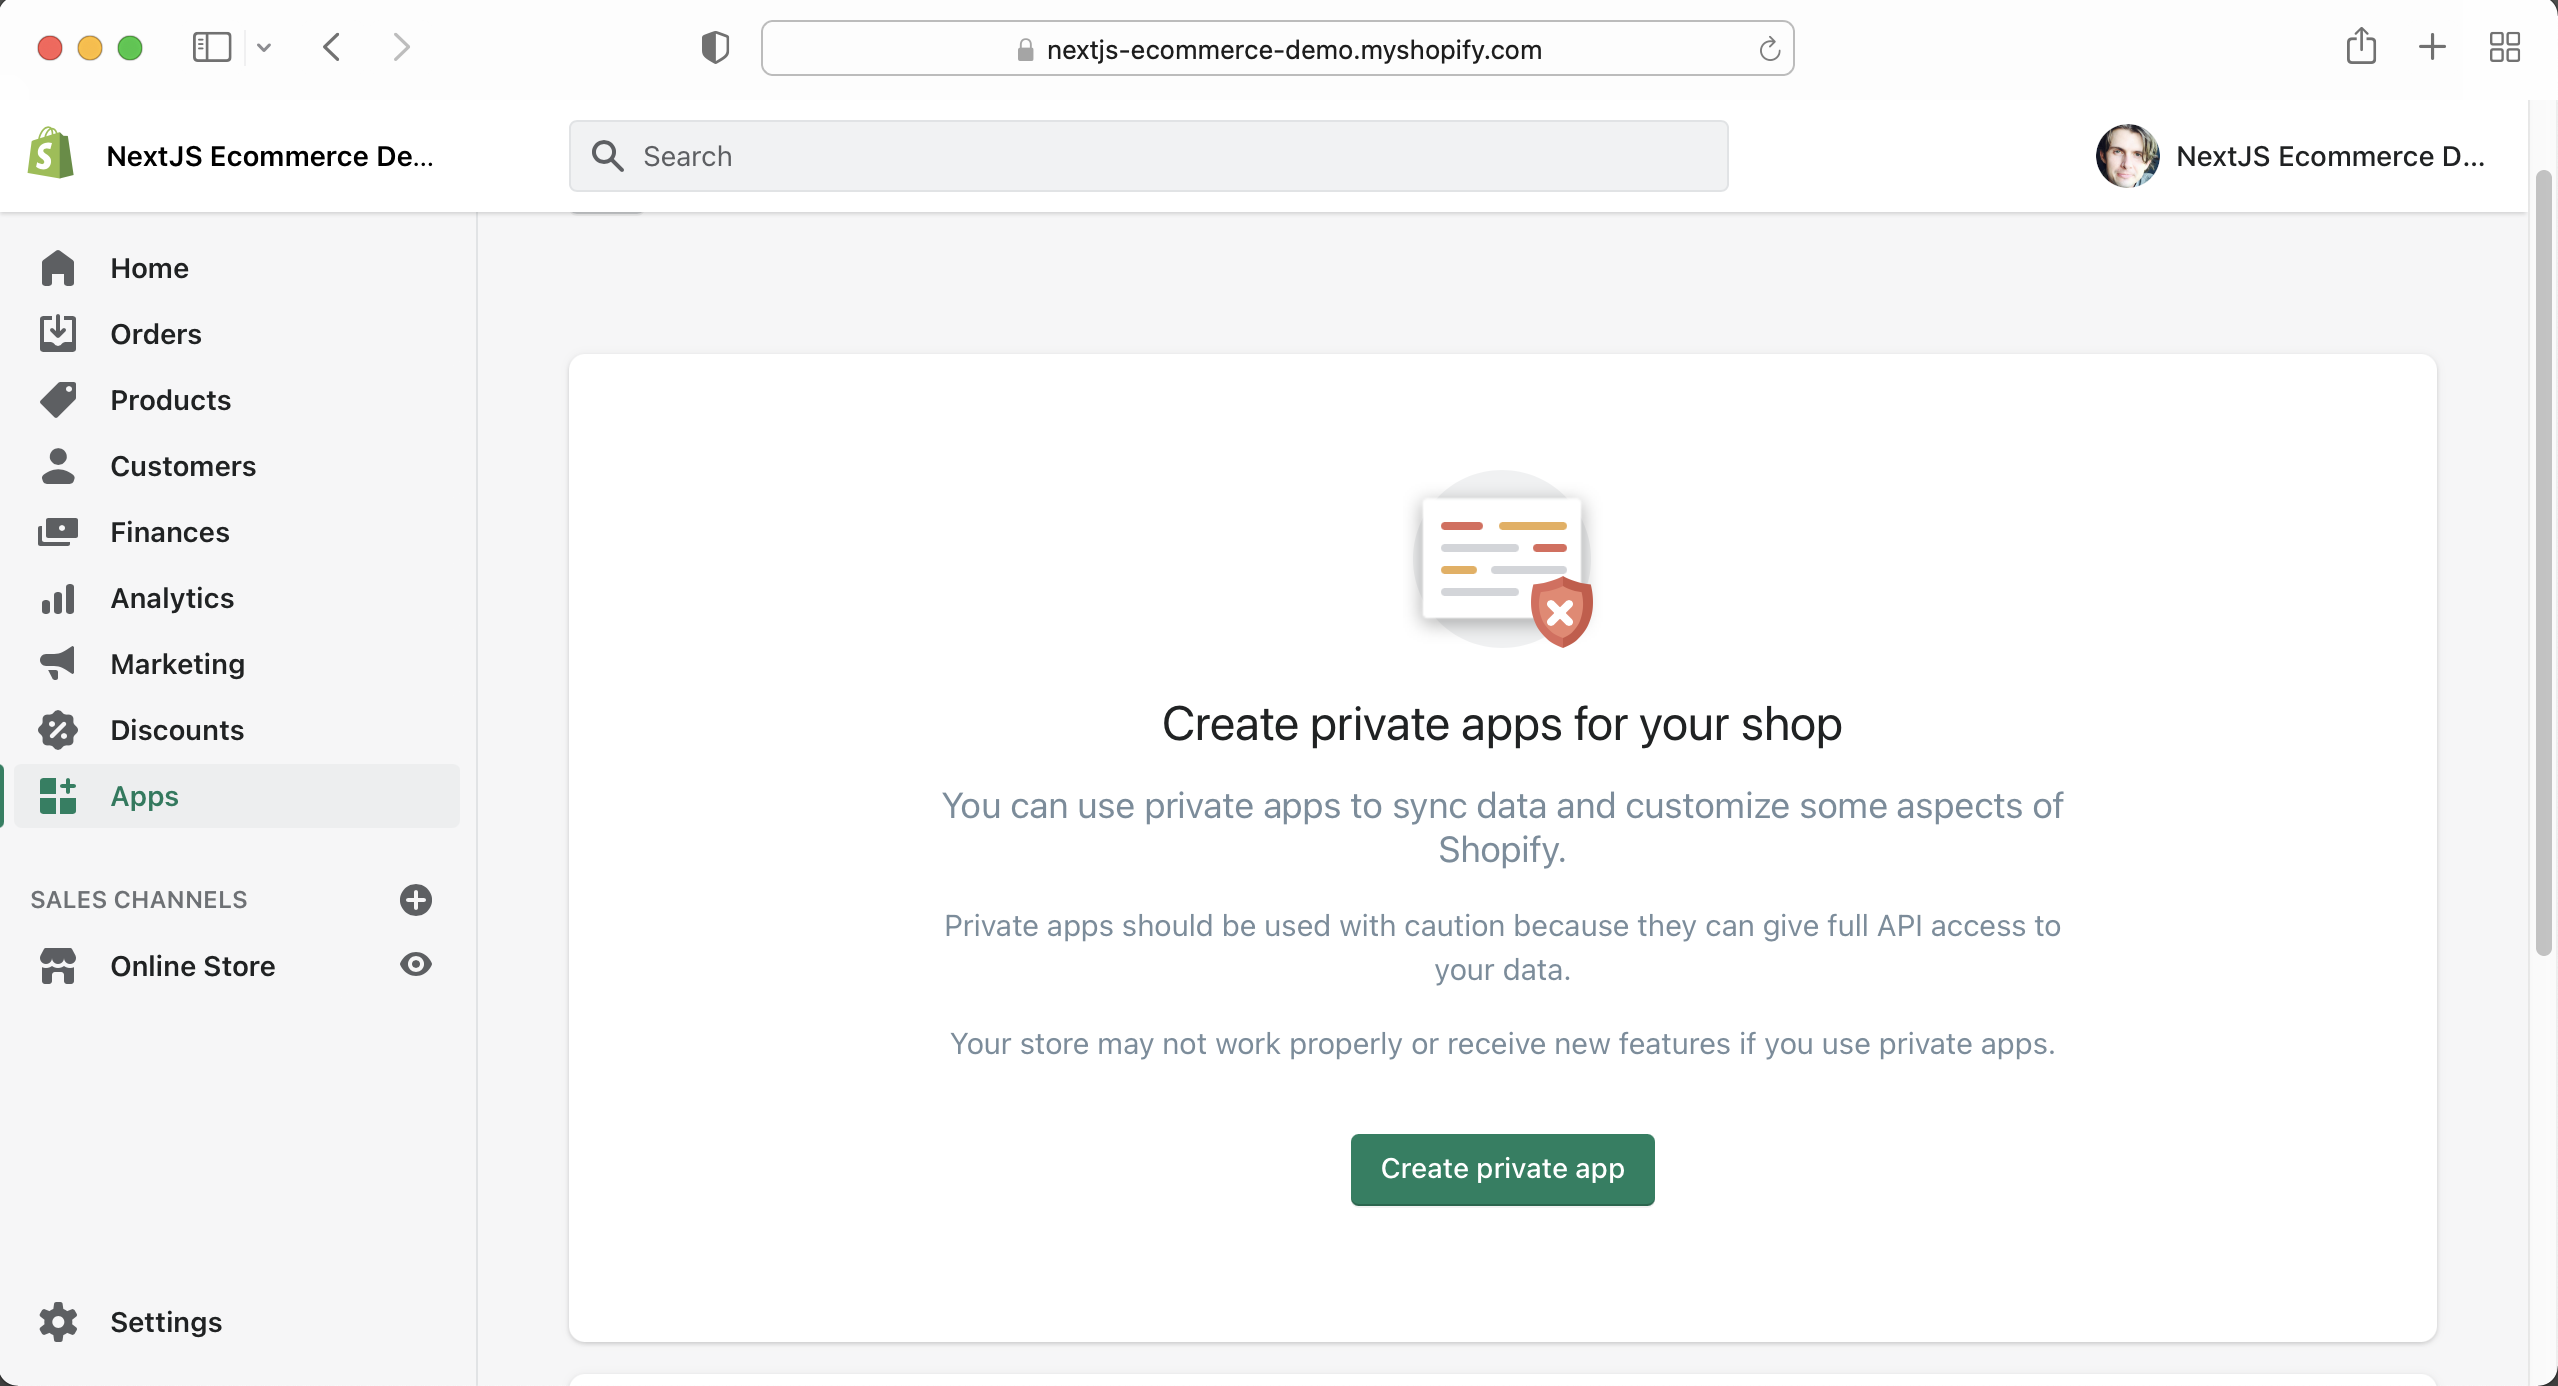 nextjs-ecommerce-demo.myshopify.com
NextJS Ecommerce De...
Search
NextJS Ecommerce D...
Home
Orders
Products
Customers
Finances
Analytics
Marketing
Discounts
Apps
SALES CHANNELS
Online Store
Settings
Create private apps for your shop
You can use private apps to sync data and customize some aspects of
Shopify.
Private apps should be used with caution because they can give full API access to
your data.
Your store may not work properly or receive new features if you use private apps.
Create private app